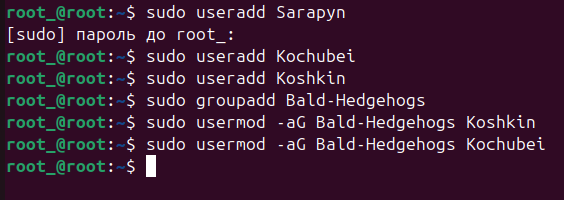 root_@root:~$ sudo useradd Sarapyn
[sudo] пароль до root_:
root_@root:~$ sudo useradd Kochubei
root_@root:~$ sudo useradd Koshkin
root_@root:~$ sudo groupadd Bald-Hedgehogs
root_@root:~$ sudo usermod -aG Bald-Hedgehogs Koshkin
root_@root:~$ sudo usermod -aG Bald-Hedgehogs Kochubei
root_@root:~$